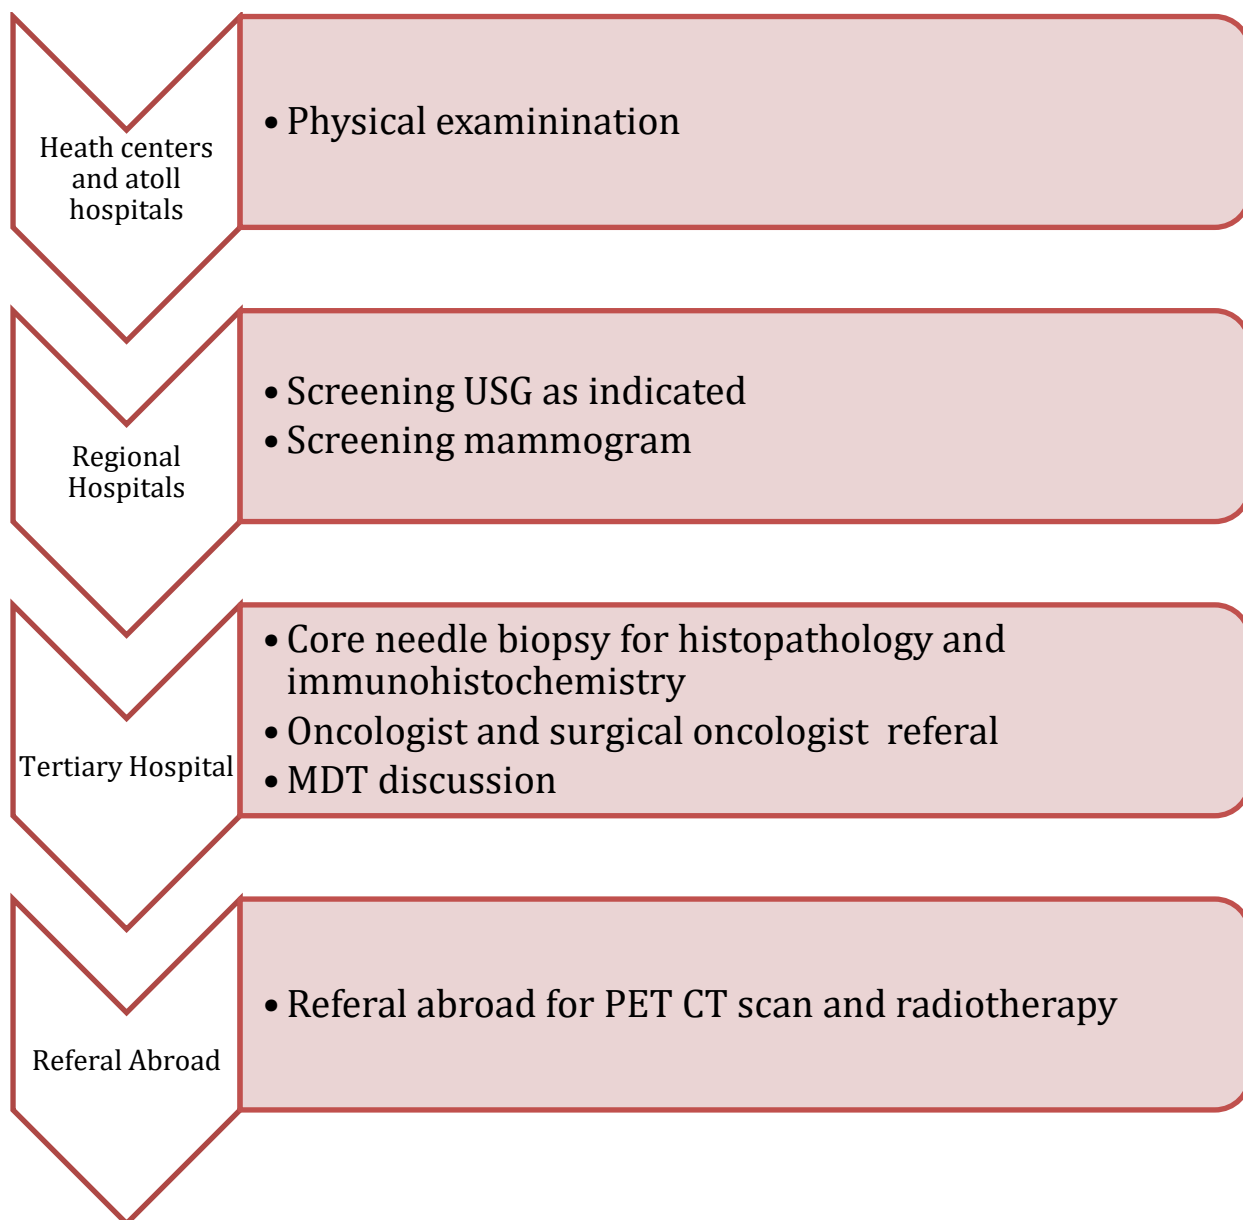 Heath centers
and atoll
hospitals
• Physical examinination
Regional
Hospitals
• Screening USG as indicated
• Screening mammogram
Tertiary Hospital
• Core needle biopsy for histopathology and
immunohistochemistry
• Oncologist and surgical oncologist  referal
• MDT discussion
Referal Abroad
• Referal abroad for PET CT scan and radiotherapy